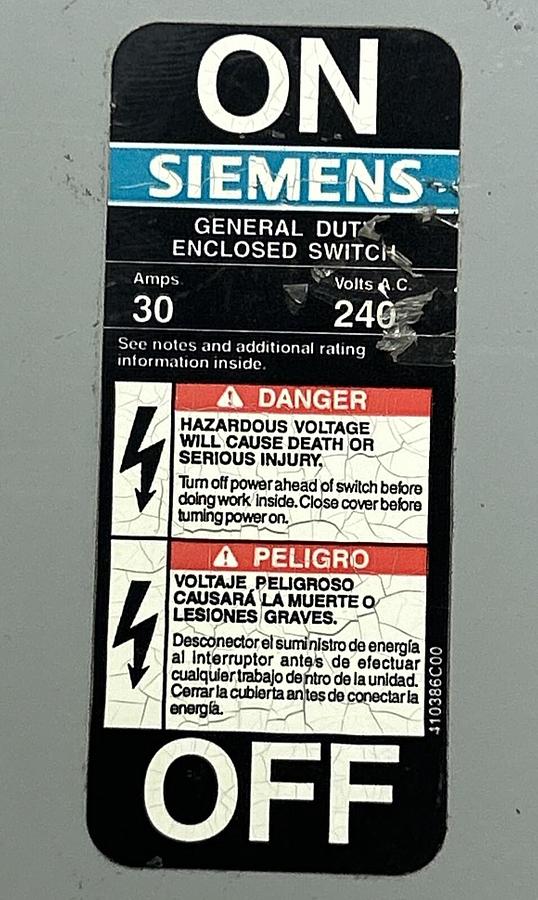 ON
SIEMENS
GENERAL DUTY
ENCLOSED SWITCH
Amps Volts A.C.
30 240
See notes and additional rating
information inside.
DANGER
HAZARDOUS VOLTAGE
WILL CAUSE DEATH OR
SERIOUS INJURY.
Turn off power ahead of switch before
doing work inside. Close cover before
turning power on.
PELIGRO
VOLTAJE PELIGROSO
CAUSARÁ LA MUERTE O
LESIONES GRAVES.
Desconector el suministro de energía
al Interruptor antes de efectuar
cualquier trabajo dentro de la unidad.
Cerrar la cubierta antes de conectar la
energía.
110386C00
OFF